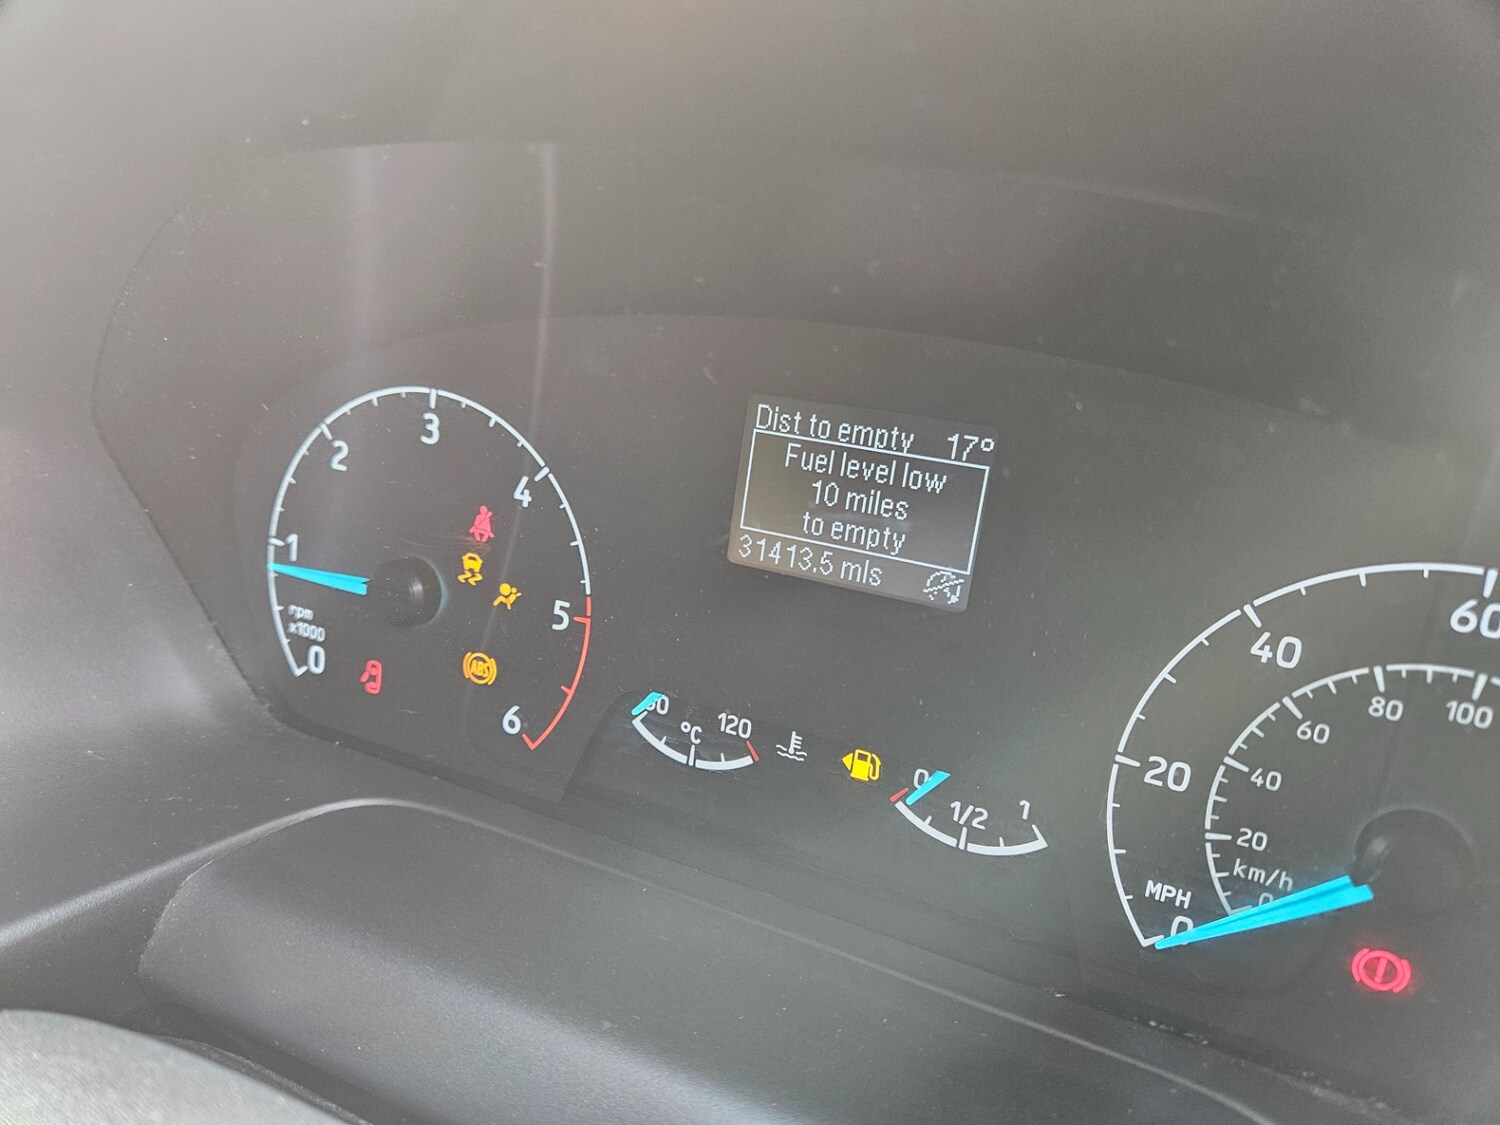 Dist to empty 17°
Fuel level low
10 miles
to empty
31413.5 mls
0
1
2
3
4
5
6
rpm
x1000
ABS
°C
120
0
1/2
1
0
20
40
60
MPH
20
40
60
80
100
km/h